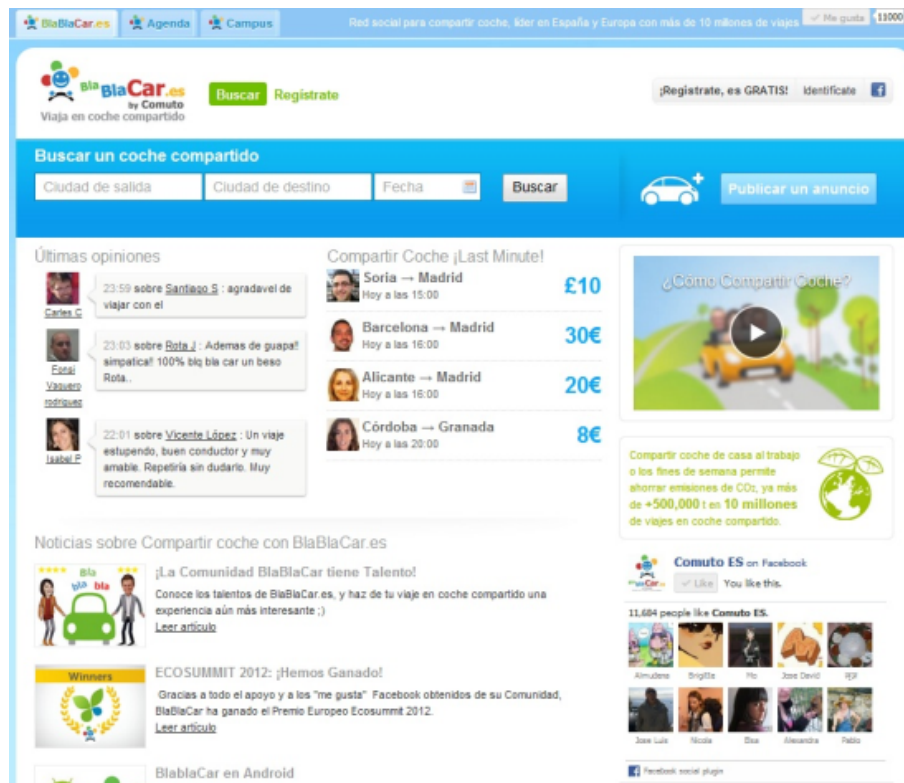 BlaBlaCar.es Agenda Campus
Red social para compartir coche, líder en España y Europa con más de 10 millones de viajes
Me gusta 11000
Bla BlaCar.es
by Comuto
Viaja en coche compartido
Buscar Regístrate
¡Registrate, es GRATIS! Identifícate
Buscar un coche compartido
Ciudad de salida Ciudad de destino Fecha Buscar
Publicar un anuncio
Últimas opiniones
Carles C
23:59 sobre Santiago S : agradavel de
viajar con el
Fonsi
Vaquero
rodriguez
23:03 sobre Rota J : Ademas de guapa!!
simpatica!! 100% blq bla car un beso
Rota..
Isabel P
22:01 sobre Vicente López : Un viaje
estupendo, buen conductor y muy
amable. Repetiría sin dudarlo. Muy
recomendable.
Compartir Coche ¡Last Minute!
Soria → Madrid
Hoy a las 15:00
£10
Barcelona → Madrid
Hoy a las 16:00
30€
Alicante → Madrid
Hoy a las 16:00
20€
Córdoba → Granada
Hoy a las 20:00
8€
¿Cómo Compartir Coche?
Compartir coche de casa al trabajo
o los fines de semana permite
ahorrar emisiones de CO₂, ya más
de +500,000 t en 10 millones
de viajes en coche compartido.
Noticias sobre Compartir coche con BlaBlaCar.es
Bla
bla bla
¡La Comunidad BlaBlaCar tiene Talento!
Conoce los talentos de BlaBlaCar.es, y haz de tu viaje en coche compartido una
experiencia aún más interesante ;)
Leer artículo
Winners
ECOSUMMIT 2012: ¡Hemos Ganado!
Gracias a todo el apoyo y a los "me gusta" Facebook obtenidos de su Comunidad,
BlaBlaCar ha ganado el Premio Europeo Ecosummit 2012.
Leer artículo
BlablaCar en Android
Comuto ES on Facebook
Like You like this.
11,684 people like Comuto ES.
Almudena Brigitta Mo Jose David
Jose Luis Nicola Elsa Alexandra Pablo
Facebook social plugin